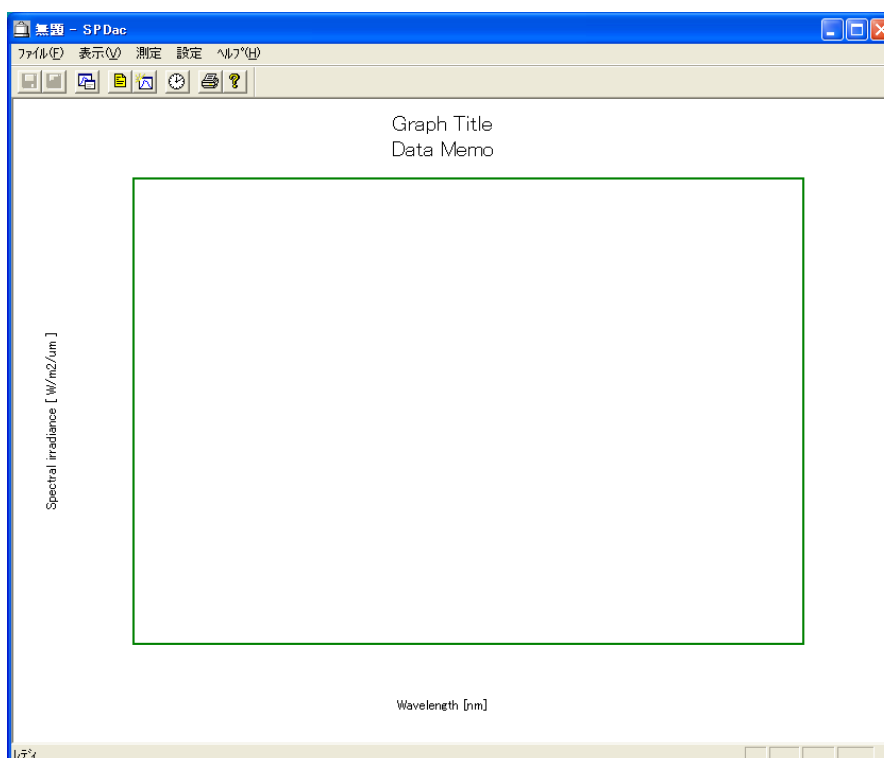 無題 - SPDac
ﾌｧｲﾙ(F) 表示(V) 測定 設定 ﾍﾙﾌﾟ(H)
Graph Title
Data Memo
Spectral irradiance [ W/m2/um ]
Wavelength [nm]
ﾚﾃﾞｨ